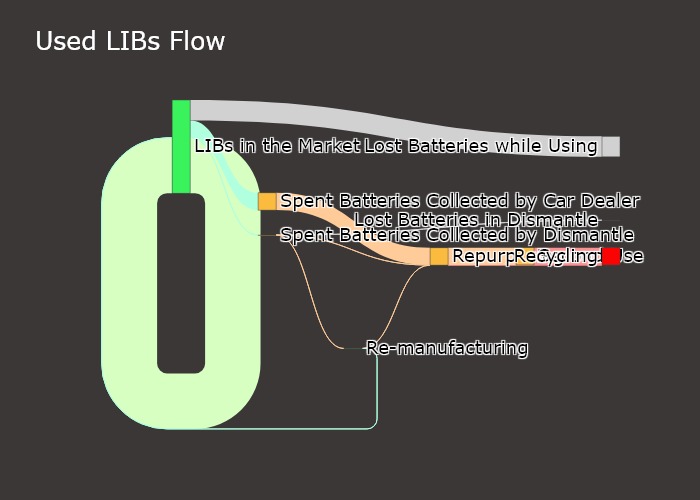 Used LIBs Flow
LIBs in the Market
Lost Batteries while Using
Spent Batteries Collected by Car Dealer
Lost Batteries in Dismantle
Spent Batteries Collected by Dismantle
Recycling
Re-manufacturing